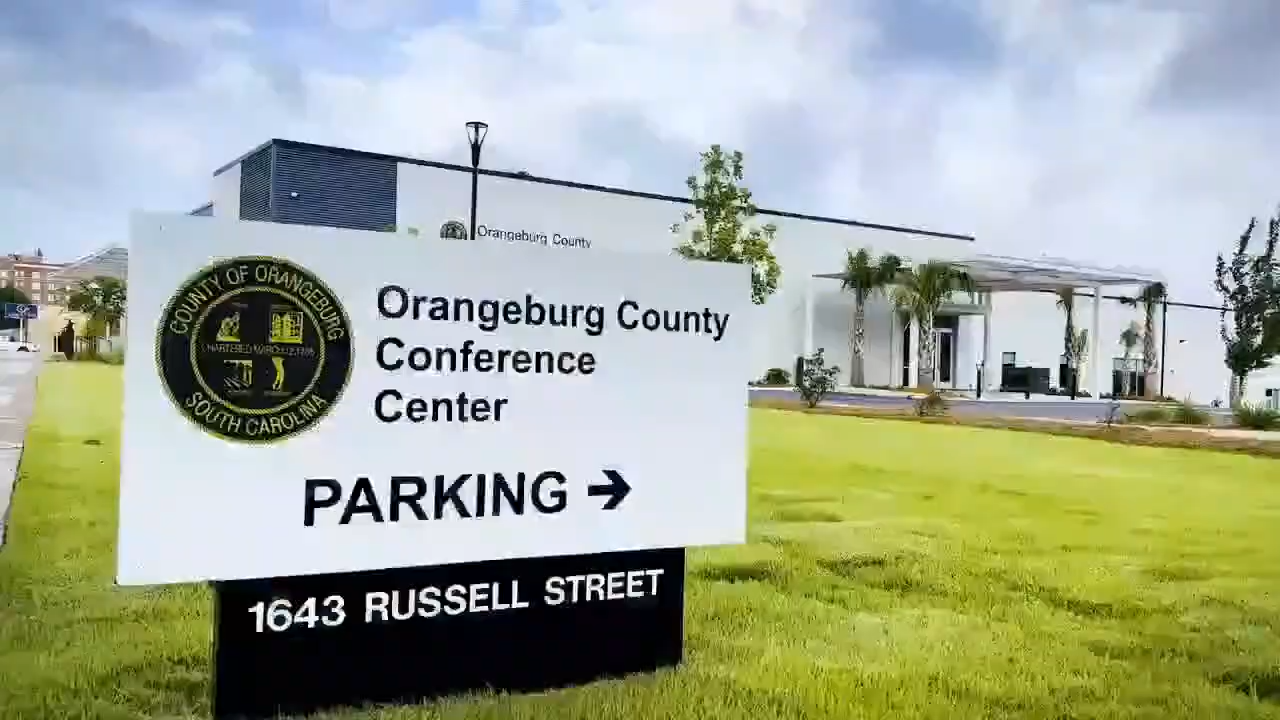 Orangeburg County
COUNTY OF ORANGEBURG
SOUTH CAROLINA
Orangeburg County
Conference
Center
PARKING →
1643 RUSSELL STREET